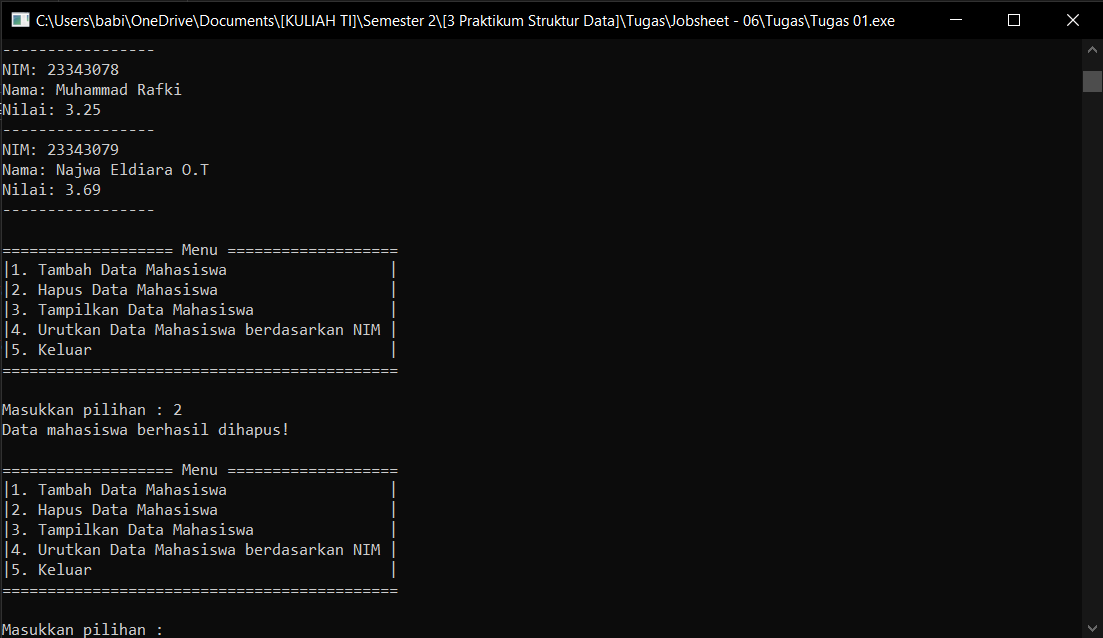 C:\Users\babi\OneDrive\Documents\[KULIAH TI]\Semester 2\[3 Praktikum Struktur Data]\Tugas\Jobsheet - 06\Tugas\Tugas 01.exe
-----------------
NIM: 23343078
Nama: Muhammad Rafki
Nilai: 3.25
-----------------
NIM: 23343079
Nama: Najwa Eldiara O.T
Nilai: 3.69
-----------------
=================== Menu ===================
|1. Tambah Data Mahasiswa                  |
|2. Hapus Data Mahasiswa                   |
|3. Tampilkan Data Mahasiswa               |
|4. Urutkan Data Mahasiswa berdasarkan NIM |
|5. Keluar                                 |
============================================
Masukkan pilihan : 2
Data mahasiswa berhasil dihapus!
=================== Menu ===================
|1. Tambah Data Mahasiswa                  |
|2. Hapus Data Mahasiswa                   |
|3. Tampilkan Data Mahasiswa               |
|4. Urutkan Data Mahasiswa berdasarkan NIM |
|5. Keluar                                 |
============================================
Masukkan pilihan :